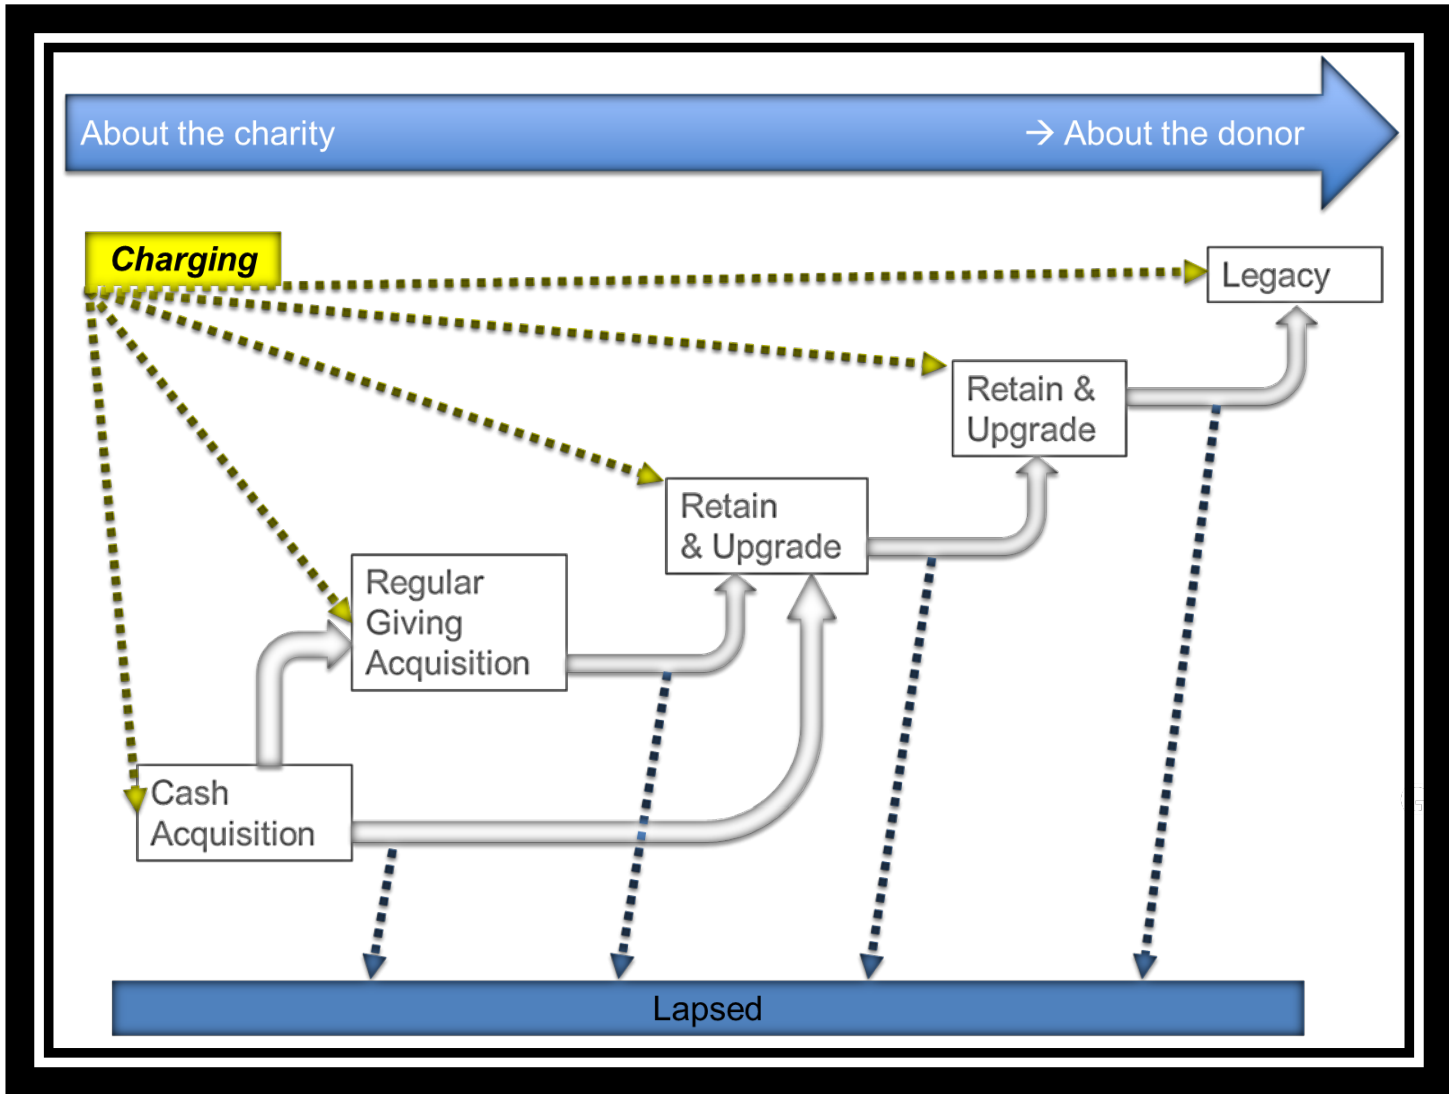 About the charity
→ About the donor
Charging
Legacy
Retain &
Upgrade
Retain
& Upgrade
Regular
Giving
Acquisition
Cash
Acquisition
Lapsed